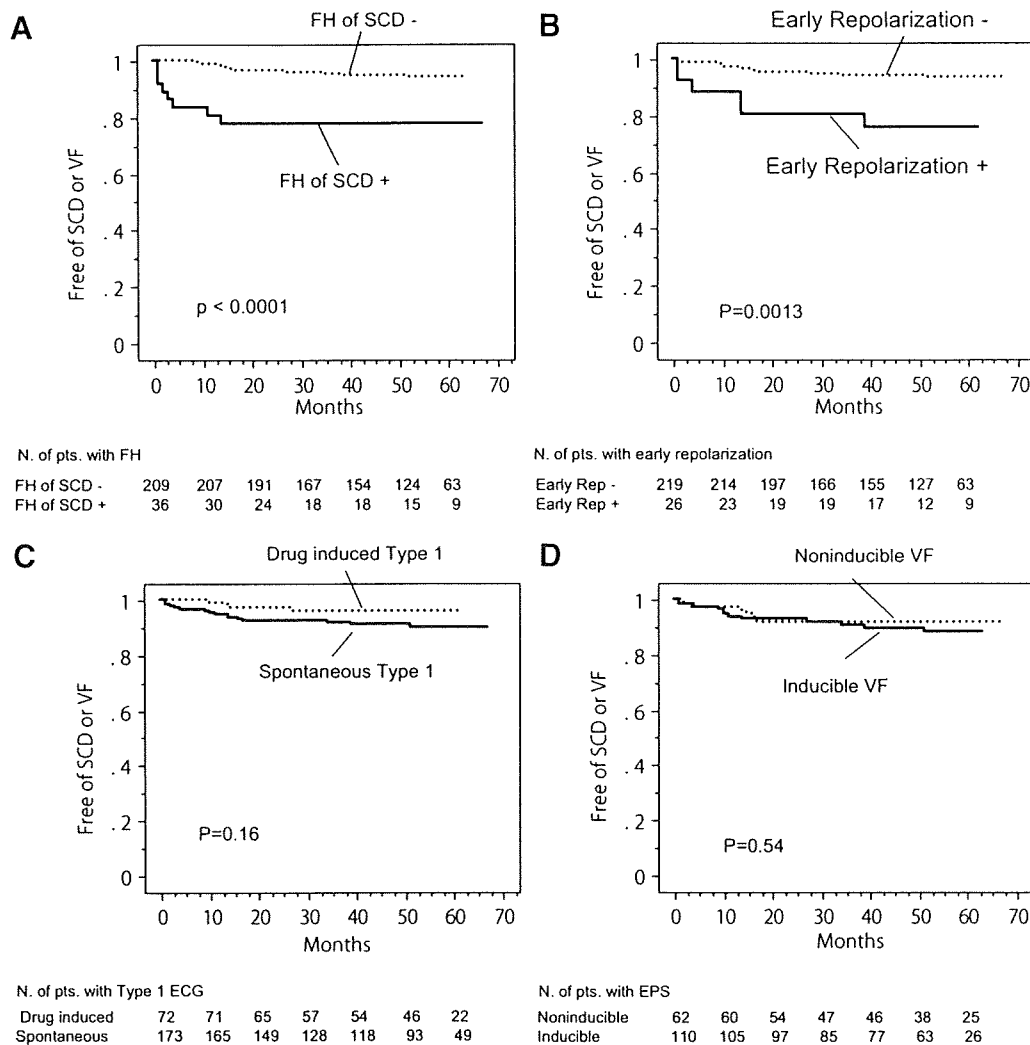 A
FH of SCD -
Free of SCD or VF
1
. 8
. 6
. 4
. 2
0
FH of SCD +
p < 0.0001
0 10 20 30 40 50 60 70
Months
N. of pts. with FH
FH of SCD - 209 207 191 167 154 124 63
FH of SCD + 36 30 24 18 18 15 9
B
Early Repolarization -
Free of SCD or VF
1
. 8
. 6
. 4
. 2
0
Early Repolarization +
P=0.0013
0 10 20 30 40 50 60 70
Months
N. of pts. with early repolarization
Early Rep - 219 214 197 166 155 127 63
Early Rep + 26 23 19 19 17 12 9
C
Drug induced Type 1
Free of SCD or VF
1
. 8
. 6
. 4
. 2
0
Spontaneous Type 1
P=0.16
0 10 20 30 40 50 60 70
Months
N. of pts. with Type 1 ECG
Drug induced 72 71 65 57 54 46 22
Spontaneous 173 165 149 128 118 93 49
D
Noninducible VF
Free of SCD or VF
1
. 8
. 6
. 4
. 2
0
Inducible VF
P=0.54
0 10 20 30 40 50 60 70
Months
N. of pts. with EPS
Noninducible 62 60 54 47 46 38 25
Inducible 110 105 97 85 77 63 26